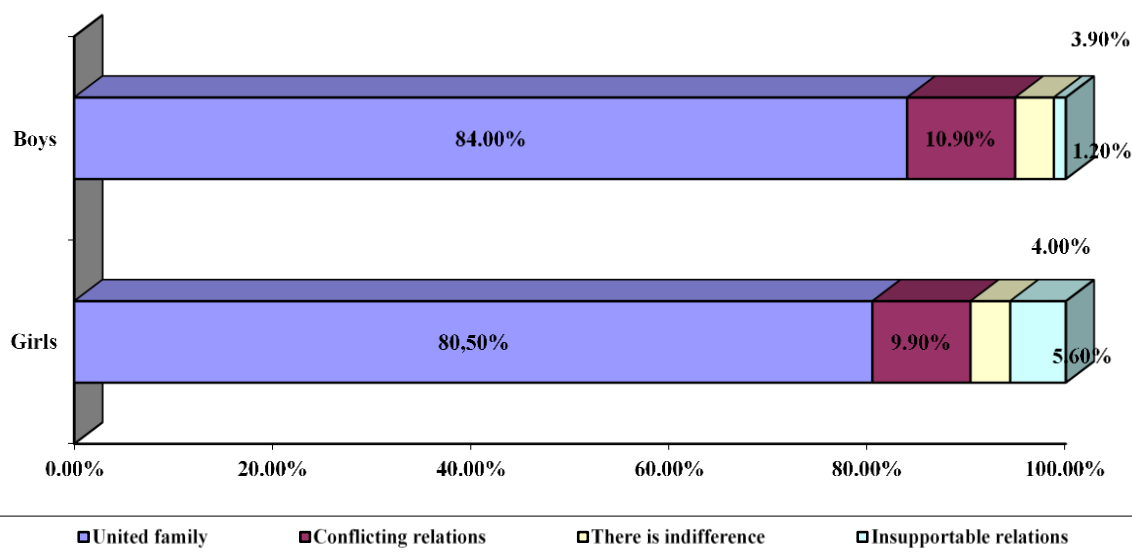 3.90%
Boys
84.00%
10.90%
1.20%
4.00%
Girls
80,50%
9.90%
5.60%
0.00% 20.00% 40.00% 60.00% 80.00% 100.00%
United family Conflicting relations There is indifference Insupportable relations